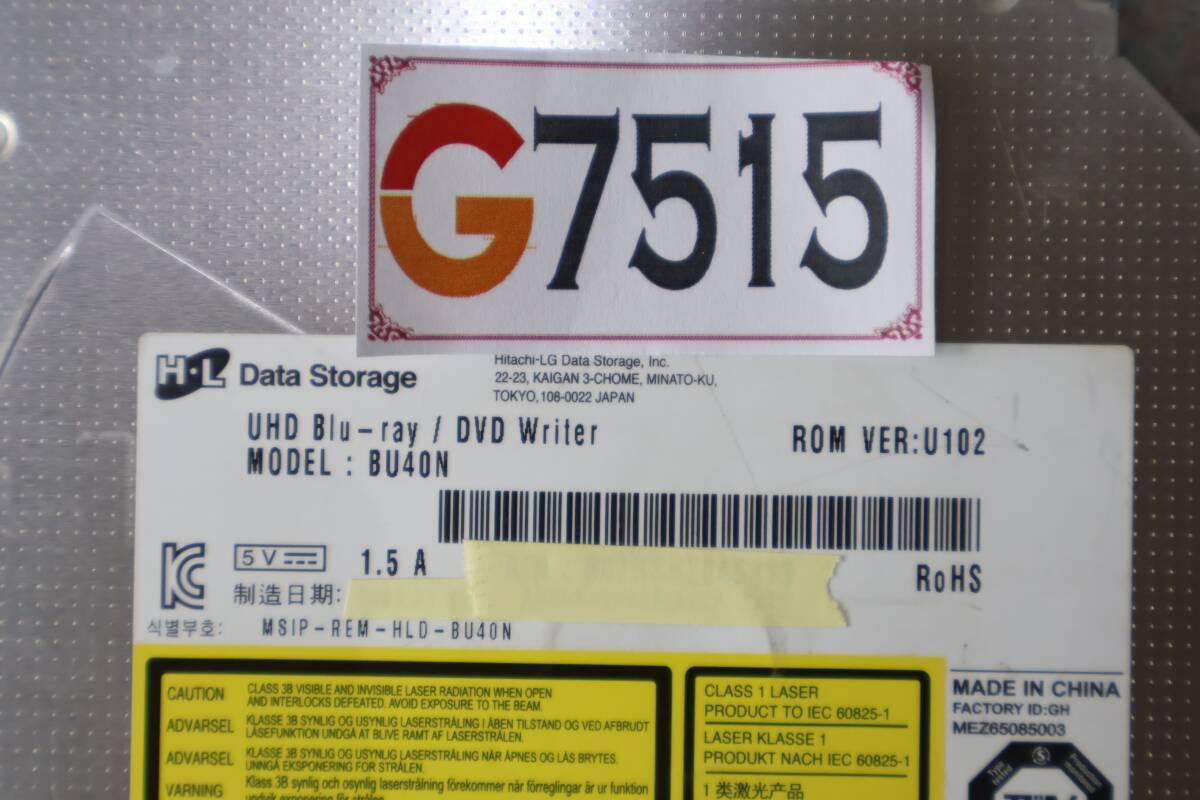 G7515
H·L Data Storage
Hitachi-LG Data Storage, Inc.
22-23, KAIGAN 3-CHOME, MINATO-KU,
TOKYO, 108-0022 JAPAN
UHD Blu-ray / DVD Writer
ROM VER:U102
MODEL : BU40N
5V 1.5 A
RoHS
制造日期:
식별부호: MSIP-REM-HLD-BU40N
CAUTION CLASS 3B VISIBLE AND INVISIBLE LASER RADIATION WHEN OPEN
AND INTERLOCKS DEFEATED. AVOID EXPOSURE TO THE BEAM.
ADVARSEL KLASSE 3B SYNLIG OG USYNLIG LASERSTRÅLING I ÅBEN TILSTAND OG VED AFBRUDT
LÅSEFUNKTION UNDGÅ AT BLIVE RAMT AF LASERSTRÅLEN.
ADVARSEL KLASSE 3B SYNLIG OG USYNLIG LASERSTRÅLING NÅR ÅPNES OG LÅS BRYTES.
UNNGÅ EKSPONERING FOR STRÅLEN.
VARNING Klass 3B synlig och osynlig laserstrålning förekommer når förreglingar är ur funktion
undvik exponering för strålen.
CLASS 1 LASER
PRODUCT TO IEC 60825-1
LASER KLASSE 1
PRODUKT NACH IEC 60825-1
1 类激光产品
MADE IN CHINA
FACTORY ID:GH
MEZ65085003